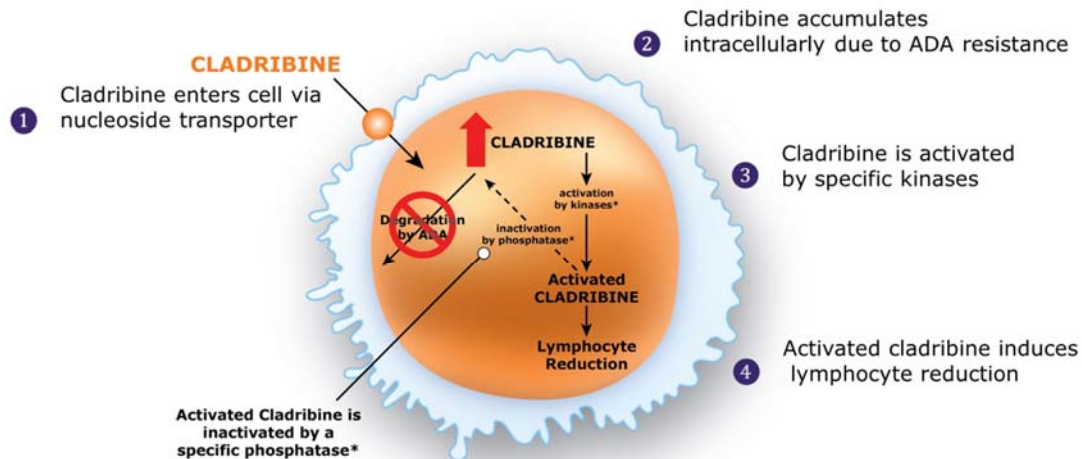 CLADRIBINE
1
Cladribine enters cell via
nucleoside transporter
2
Cladribine accumulates
intracellularly due to ADA resistance
3
Cladribine is activated
by specific kinases
4
Activated cladribine induces
lymphocyte reduction
CLADRIBINE
activation
by kinases*
Degradation
by ADA
inactivation
by phosphatase*
Activated
CLADRIBINE
Lymphocyte
Reduction
Activated Cladribine is
inactivated by a
specific phosphatase*